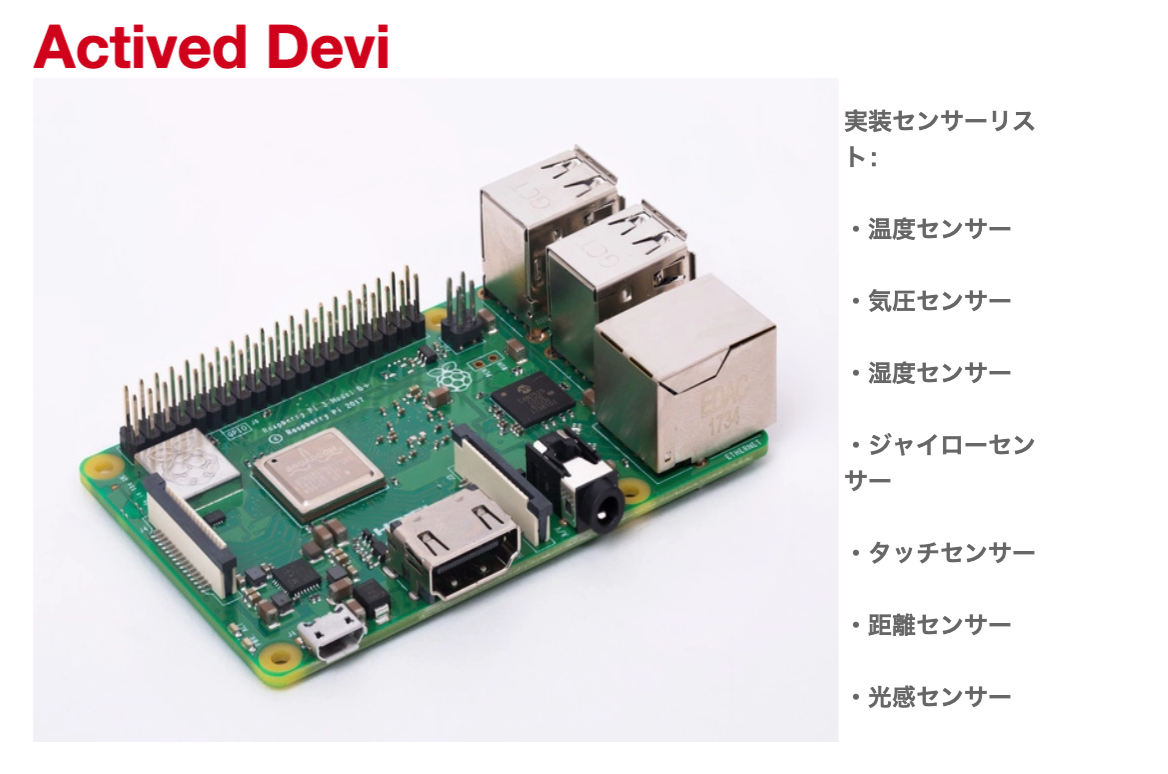 Actived Devi
実装センサーリス
ト:
・温度センサー
・気圧センサー
・湿度センサー
・ジャイローセン
サー
・タッチセンサー
・距離センサー
・光感センサー
GCT
GCT
EDAC
1734
ETHERNET
GPIO
Raspberry Pi 3 Model B+
© Raspberry Pi 2017